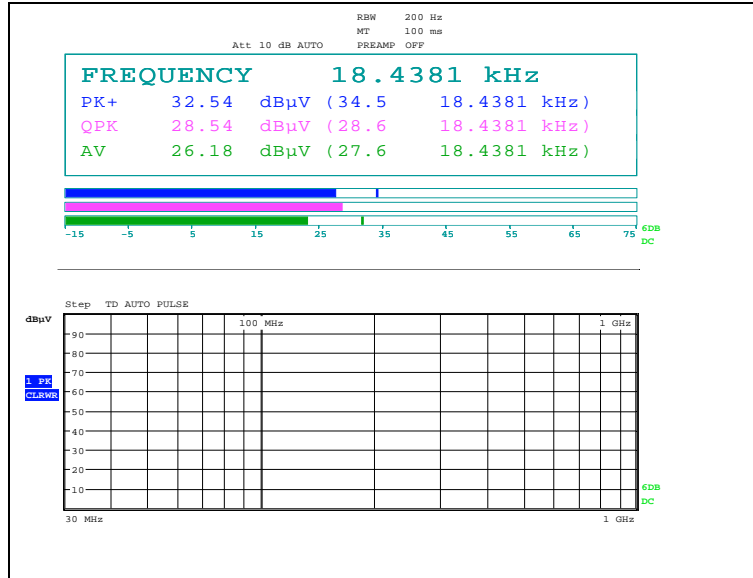 RBW 200 Hz
MT 100 ms
Att 10 dB AUTO PREAMP OFF
FREQUENCY 18.4381 kHz
PK+ 32.54 dBµV (34.5 18.4381 kHz)
QPK 28.54 dBµV (28.6 18.4381 kHz)
AV 26.18 dBµV (27.6 18.4381 kHz)
-15 -5 5 15 25 35 45 55 65 75
6DB
DC
Step TD AUTO PULSE
dBµV
100 MHz 1 GHz
90
80
70
1 PK
CLRWR
60
50
40
30
20
10
6DB
DC
30 MHz 1 GHz